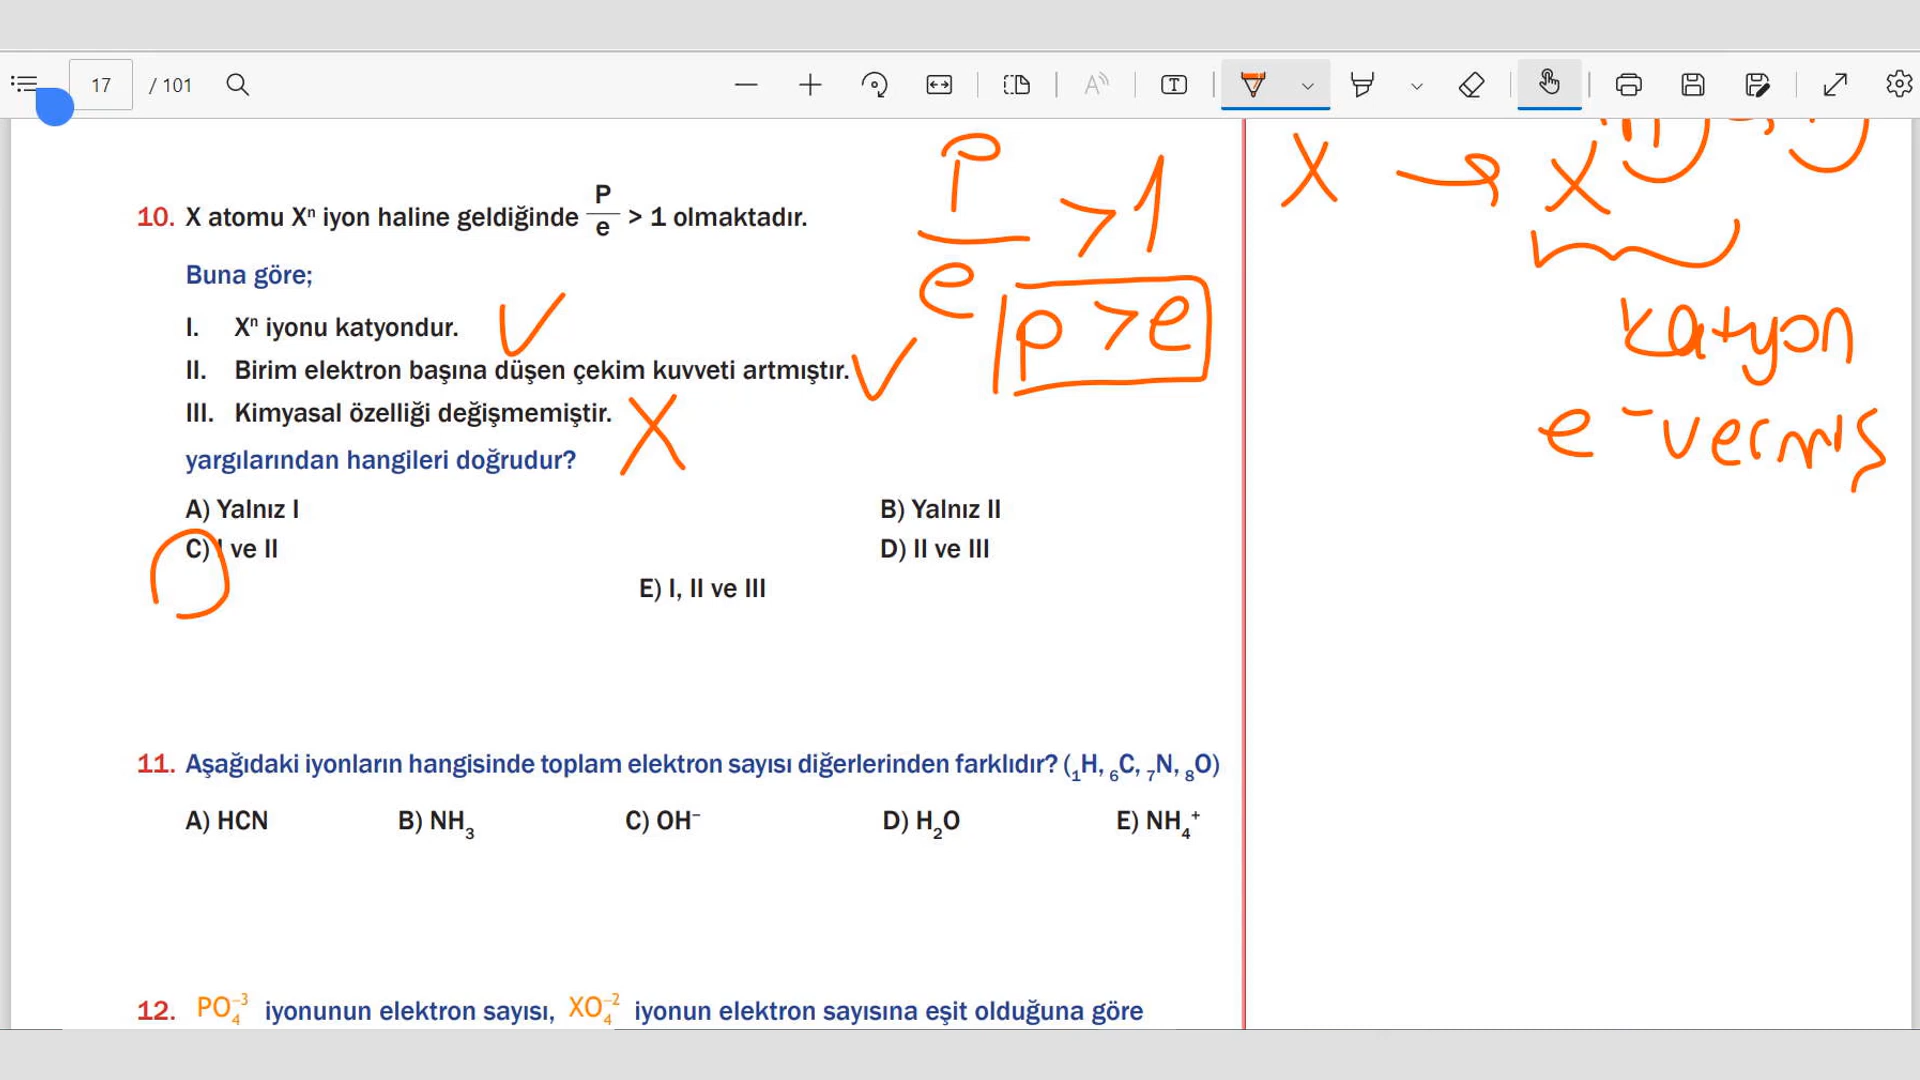 17 / 101
10. X atomu Xⁿ iyon haline geldiğinde P/e > 1 olmaktadır.
Buna göre;
I. Xⁿ iyonu katyondur.
II. Birim elektron başına düşen çekim kuvveti artmıştır.
III. Kimyasal özelliği değişmemiştir.
yargılarından hangileri doğrudur?
A) Yalnız I
B) Yalnız II
C) I ve II
D) II ve III
E) I, II ve III
P/e > 1
p > e
X → X
katyon
e⁻ vermiş
11. Aşağıdaki iyonların hangisinde toplam elektron sayısı diğerlerinden farklıdır? (₁H, ₆C, ₇N, ₈O)
A) HCN B) NH₃ C) OH⁻ D) H₂O E) NH₄⁺
12. PO₄⁻³ iyonunun elektron sayısı, XO₄⁻² iyonun elektron sayısına eşit olduğuna göre